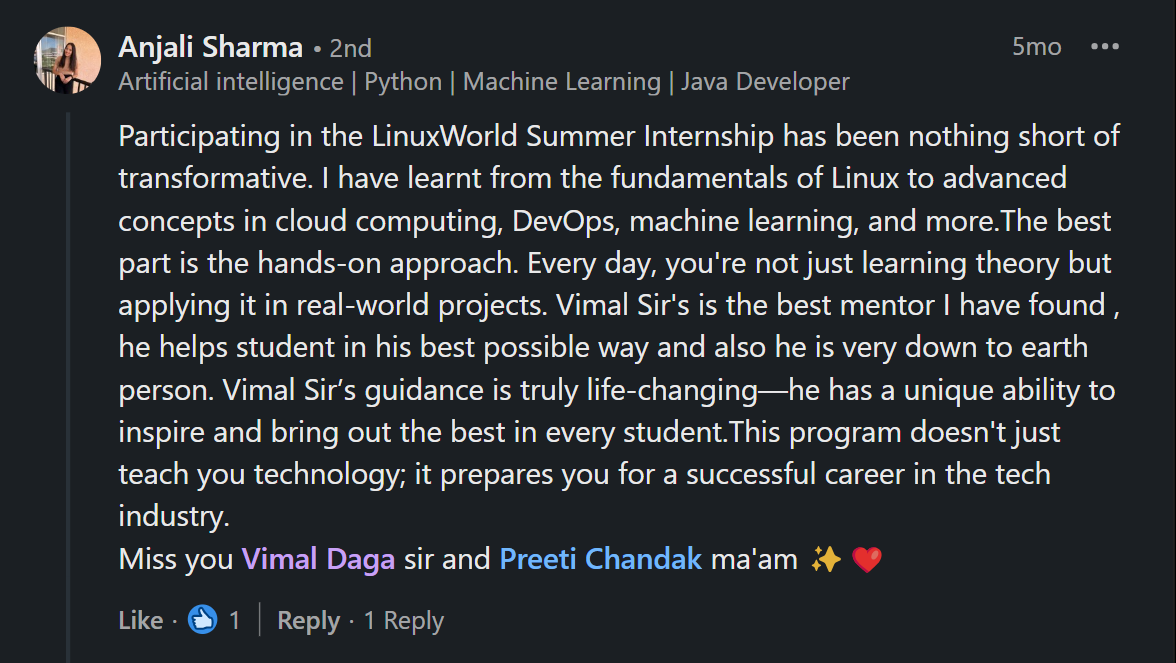 Anjali Sharma • 2nd
5mo •••
Artificial intelligence | Python | Machine Learning | Java Developer
Participating in the LinuxWorld Summer Internship has been nothing short of
transformative. I have learnt from the fundamentals of Linux to advanced
concepts in cloud computing, DevOps, machine learning, and more.The best
part is the hands-on approach. Every day, you're not just learning theory but
applying it in real-world projects. Vimal Sir's is the best mentor I have found ,
he helps student in his best possible way and also he is very down to earth
person. Vimal Sir’s guidance is truly life-changing—he has a unique ability to
inspire and bring out the best in every student.This program doesn't just
teach you technology; it prepares you for a successful career in the tech
industry.
Miss you Vimal Daga sir and Preeti Chandak ma'am ✨ ❤️
Like · 👍 1 | Reply · 1 Reply